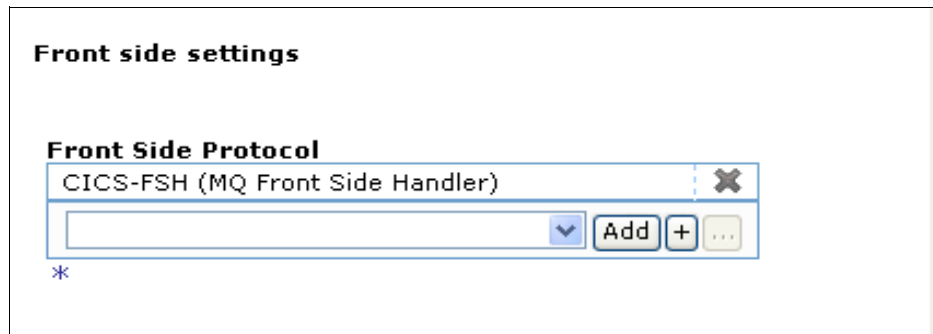 Front side settings
Front Side Protocol
CICS-FSH (MQ Front Side Handler)
Add + ...
*